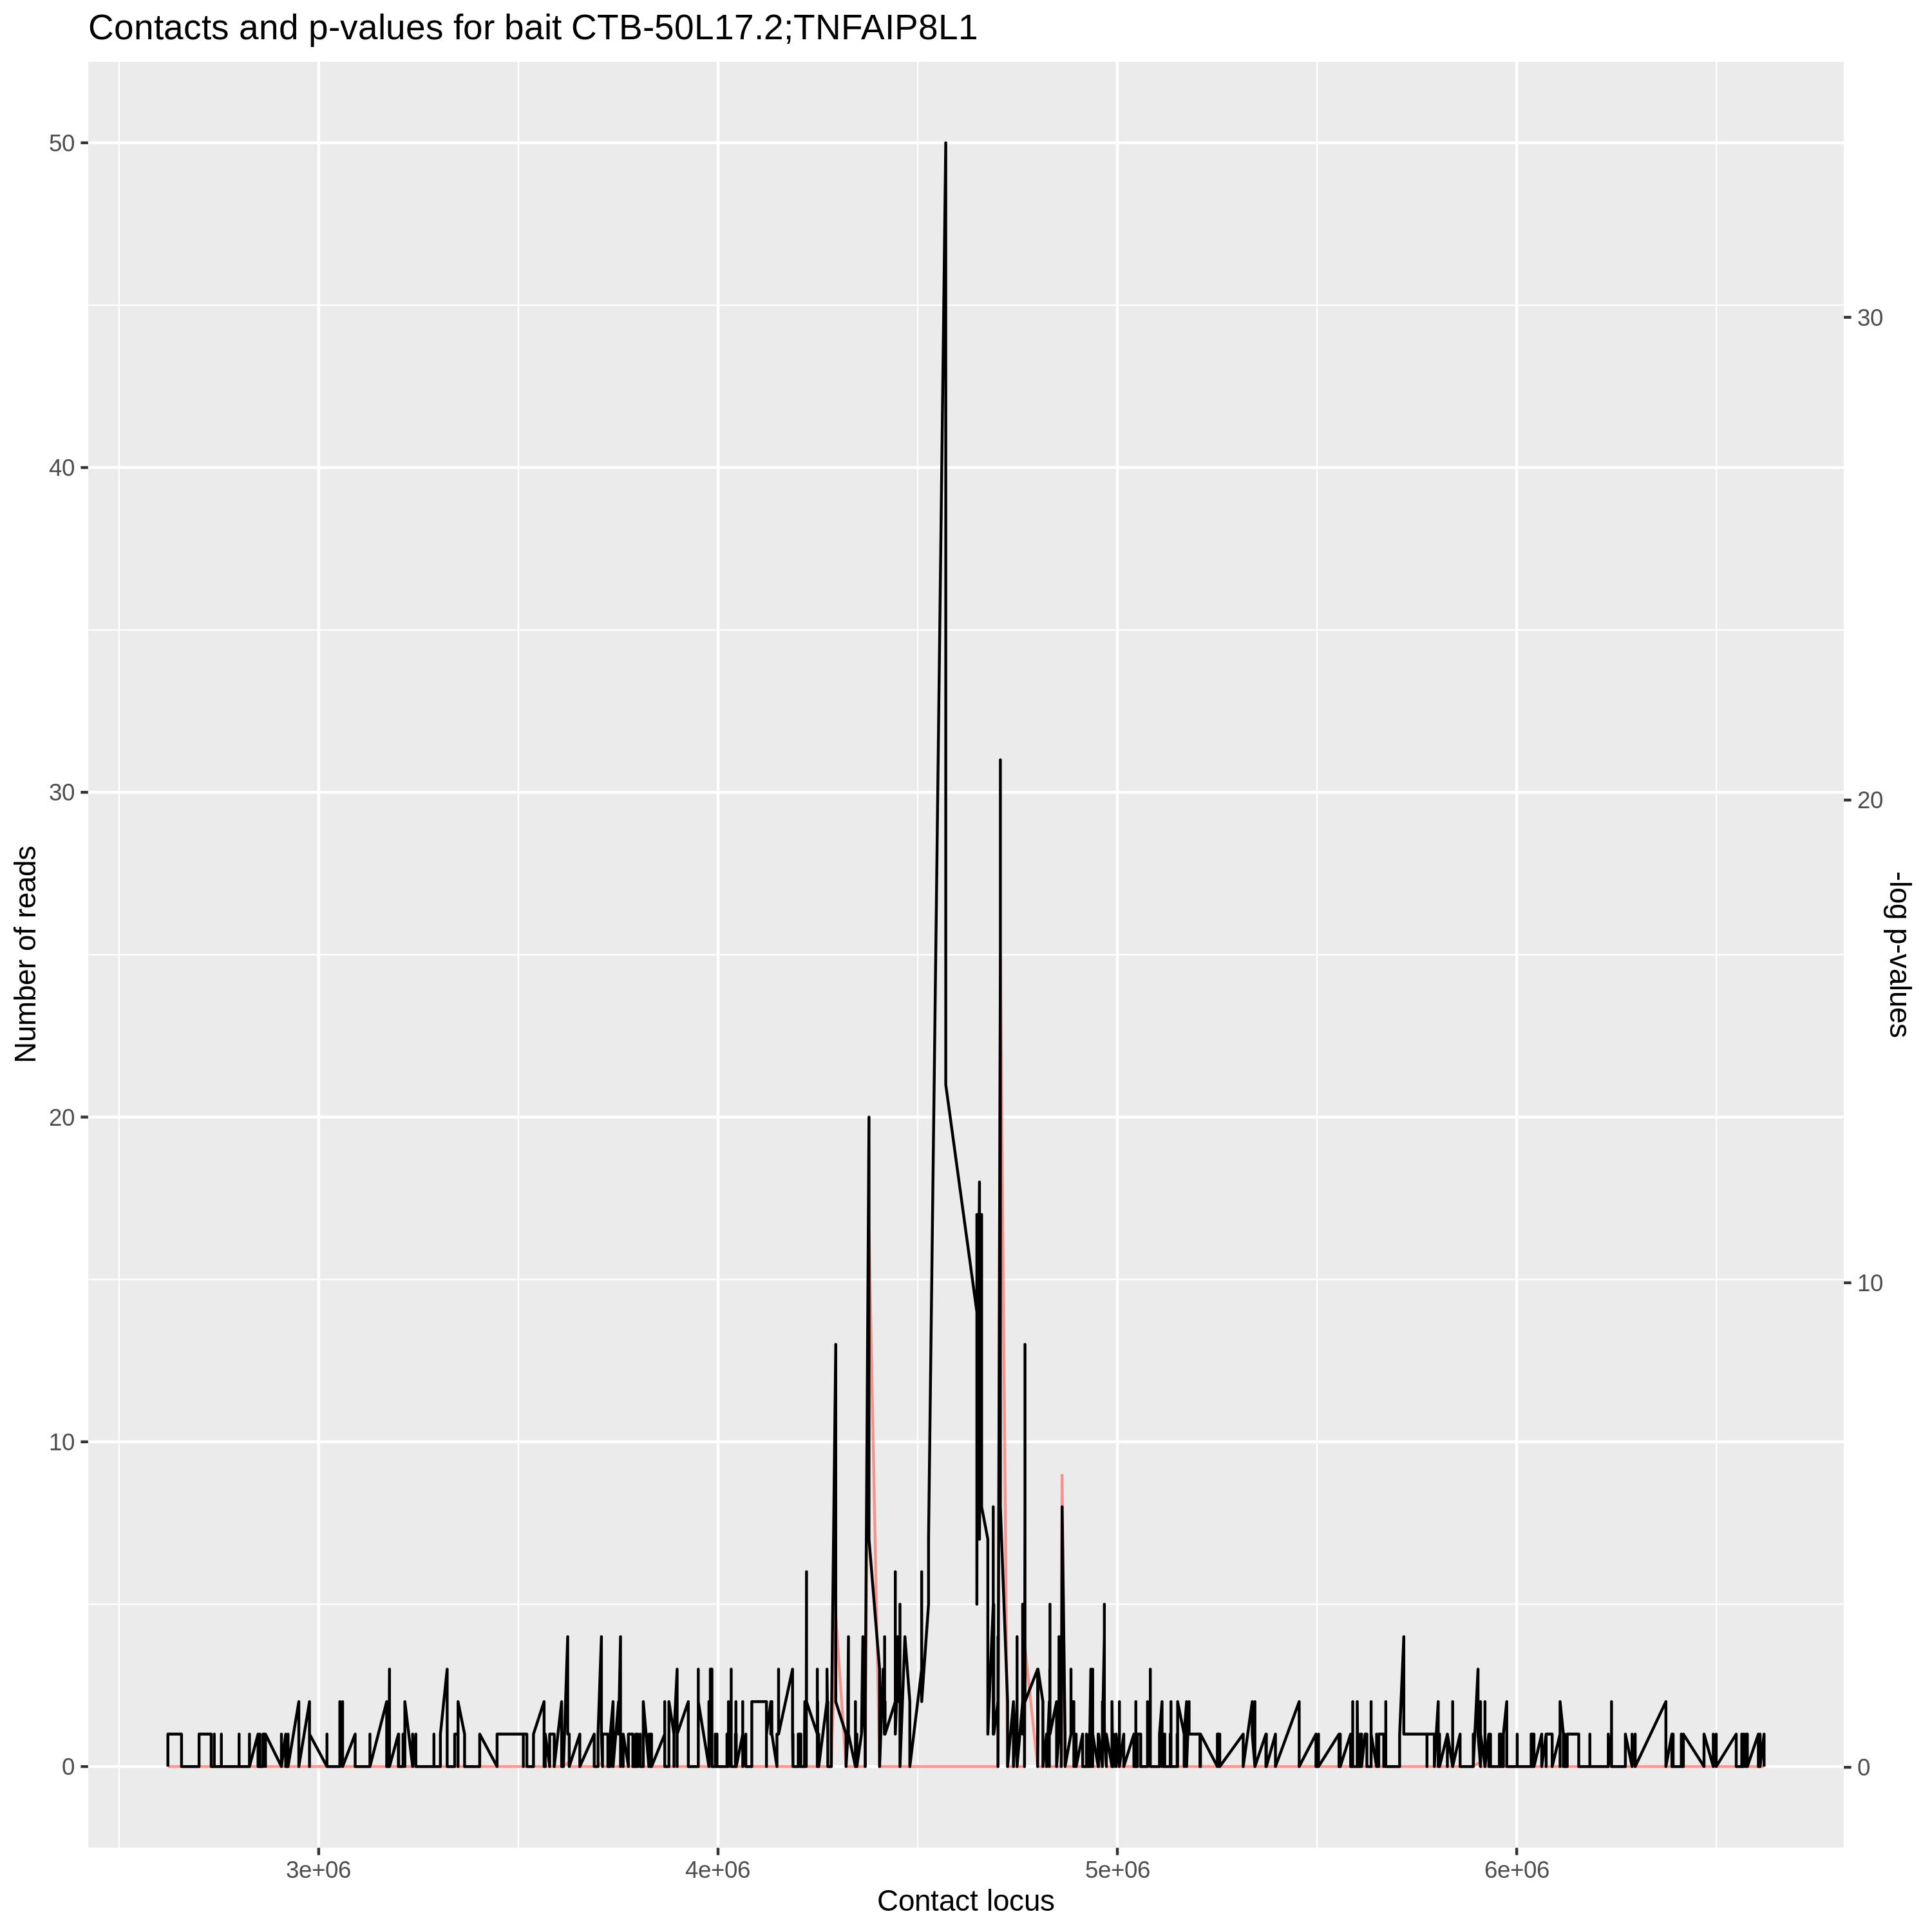 Contacts and p-values for bait CTB-50L17.2;TNFAIP8L1
50
40
30
20
10
0
Number of reads
30
20
10
0
-log p-values
3e+06 4e+06 5e+06 6e+06
Contact locus